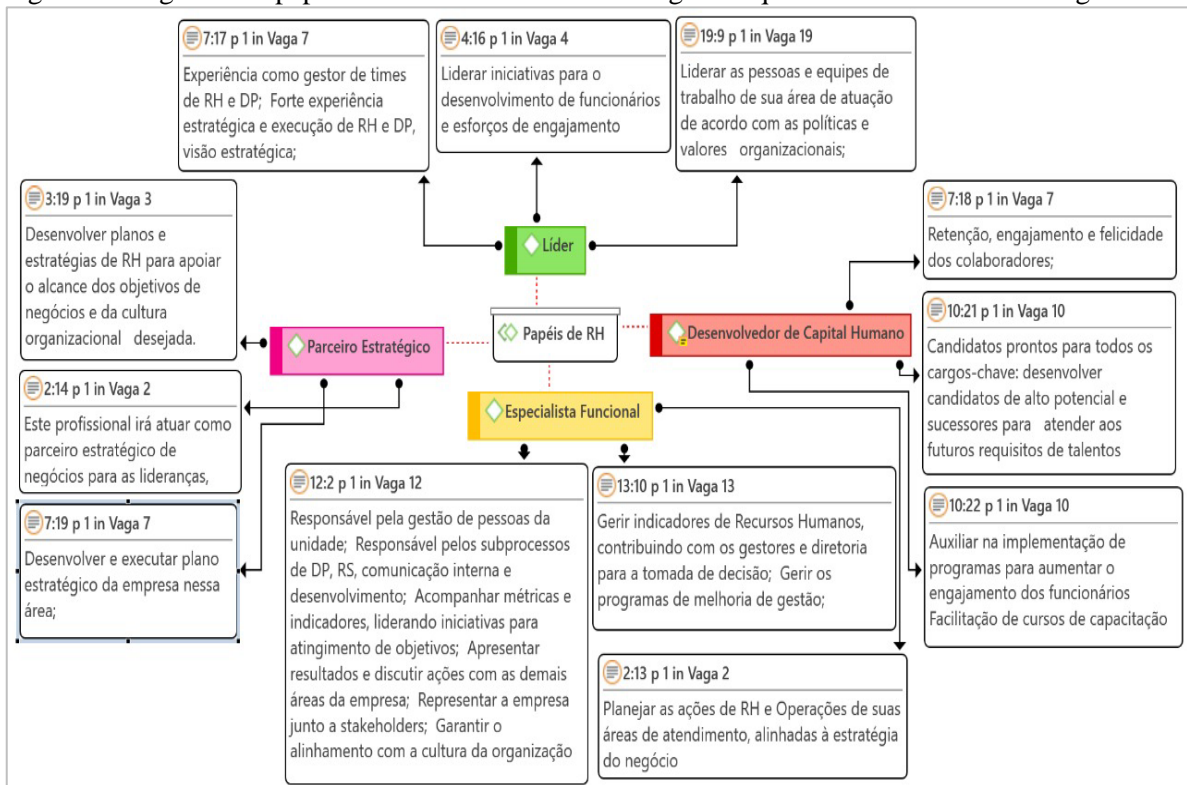 7:17 p 1 in Vaga 7
Experiência como gestor de times
de RH e DP;  Forte experiência
estratégica e execução de RH e DP,
visão estratégica;
4:16 p 1 in Vaga 4
Liderar iniciativas para o
desenvolvimento de funcionários
e esforços de engajamento
19:9 p 1 in Vaga 19
Liderar as pessoas e equipes de
trabalho de sua área de atuação
de acordo com as políticas e
valores   organizacionais;
3:19 p 1 in Vaga 3
Desenvolver planos e
estratégias de RH para apoiar
o alcance dos objetivos de
negócios e da cultura
organizacional   desejada.
7:18 p 1 in Vaga 7
Retenção, engajamento e felicidade
dos colaboradores;
Líder
Papéis de RH
Parceiro Estratégico
Desenvolvedor de Capital Humano
Especialista Funcional
10:21 p 1 in Vaga 10
Candidatos prontos para todos os
cargos-chave: desenvolver
candidatos de alto potencial e
sucessores para   atender aos
futuros requisitos de talentos
2:14 p 1 in Vaga 2
Este profissional irá atuar como
parceiro estratégico de
negócios para as lideranças,
7:19 p 1 in Vaga 7
Desenvolver e executar plano
estratégico da empresa nessa
área;
12:2 p 1 in Vaga 12
Responsável pela gestão de pessoas da
unidade;  Responsável pelos subprocessos
de DP, RS, comunicação interna e
desenvolvimento;  Acompanhar métricas e
indicadores, liderando iniciativas para
atingimento de objetivos;  Apresentar
resultados e discutir ações com as demais
áreas da empresa;  Representar a empresa
junto a stakeholders;  Garantir o
alinhamento com a cultura da organização
13:10 p 1 in Vaga 13
Gerir indicadores de Recursos Humanos,
contribuindo com os gestores e diretoria
para a tomada de decisão;  Gerir os
programas de melhoria de gestão;
10:22 p 1 in Vaga 10
Auxiliar na implementação de
programas para aumentar o
engajamento dos funcionários
Facilitação de cursos de capacitação
2:13 p 1 in Vaga 2
Planejar as ações de RH e Operações de suas
áreas de atendimento, alinhadas à estratégia
do negócio